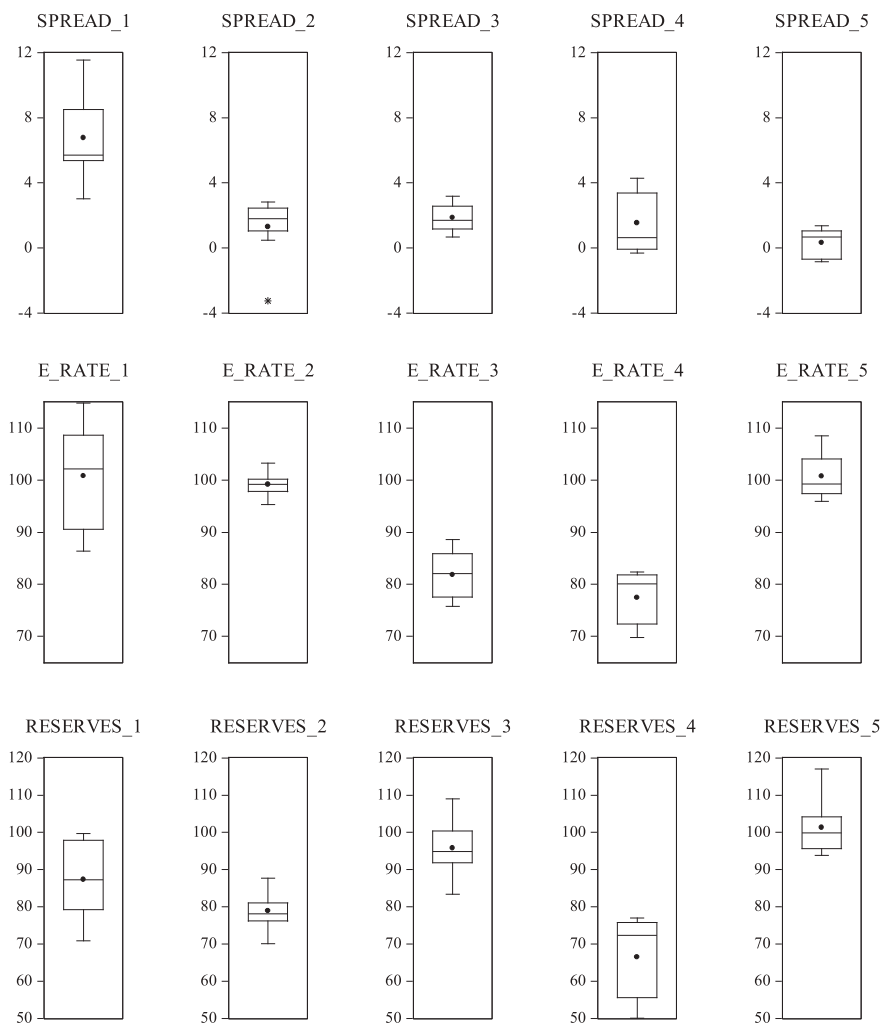 SPREAD_1 SPREAD_2 SPREAD_3 SPREAD_4 SPREAD_5
12 12 12 12 12
8 8 8 8 8
4 4 4 4 4
0 0 0 0 0
-4 -4 -4 -4 -4
E_RATE_1 E_RATE_2 E_RATE_3 E_RATE_4 E_RATE_5
110 110 110 110 110
100 100 100 100 100
90 90 90 90 90
80 80 80 80 80
70 70 70 70 70
RESERVES_1 RESERVES_2 RESERVES_3 RESERVES_4 RESERVES_5
120 120 120 120 120
110 110 110 110 110
100 100 100 100 100
90 90 90 90 90
80 80 80 80 80
70 70 70 70 70
60 60 60 60 60
50 50 50 50 50